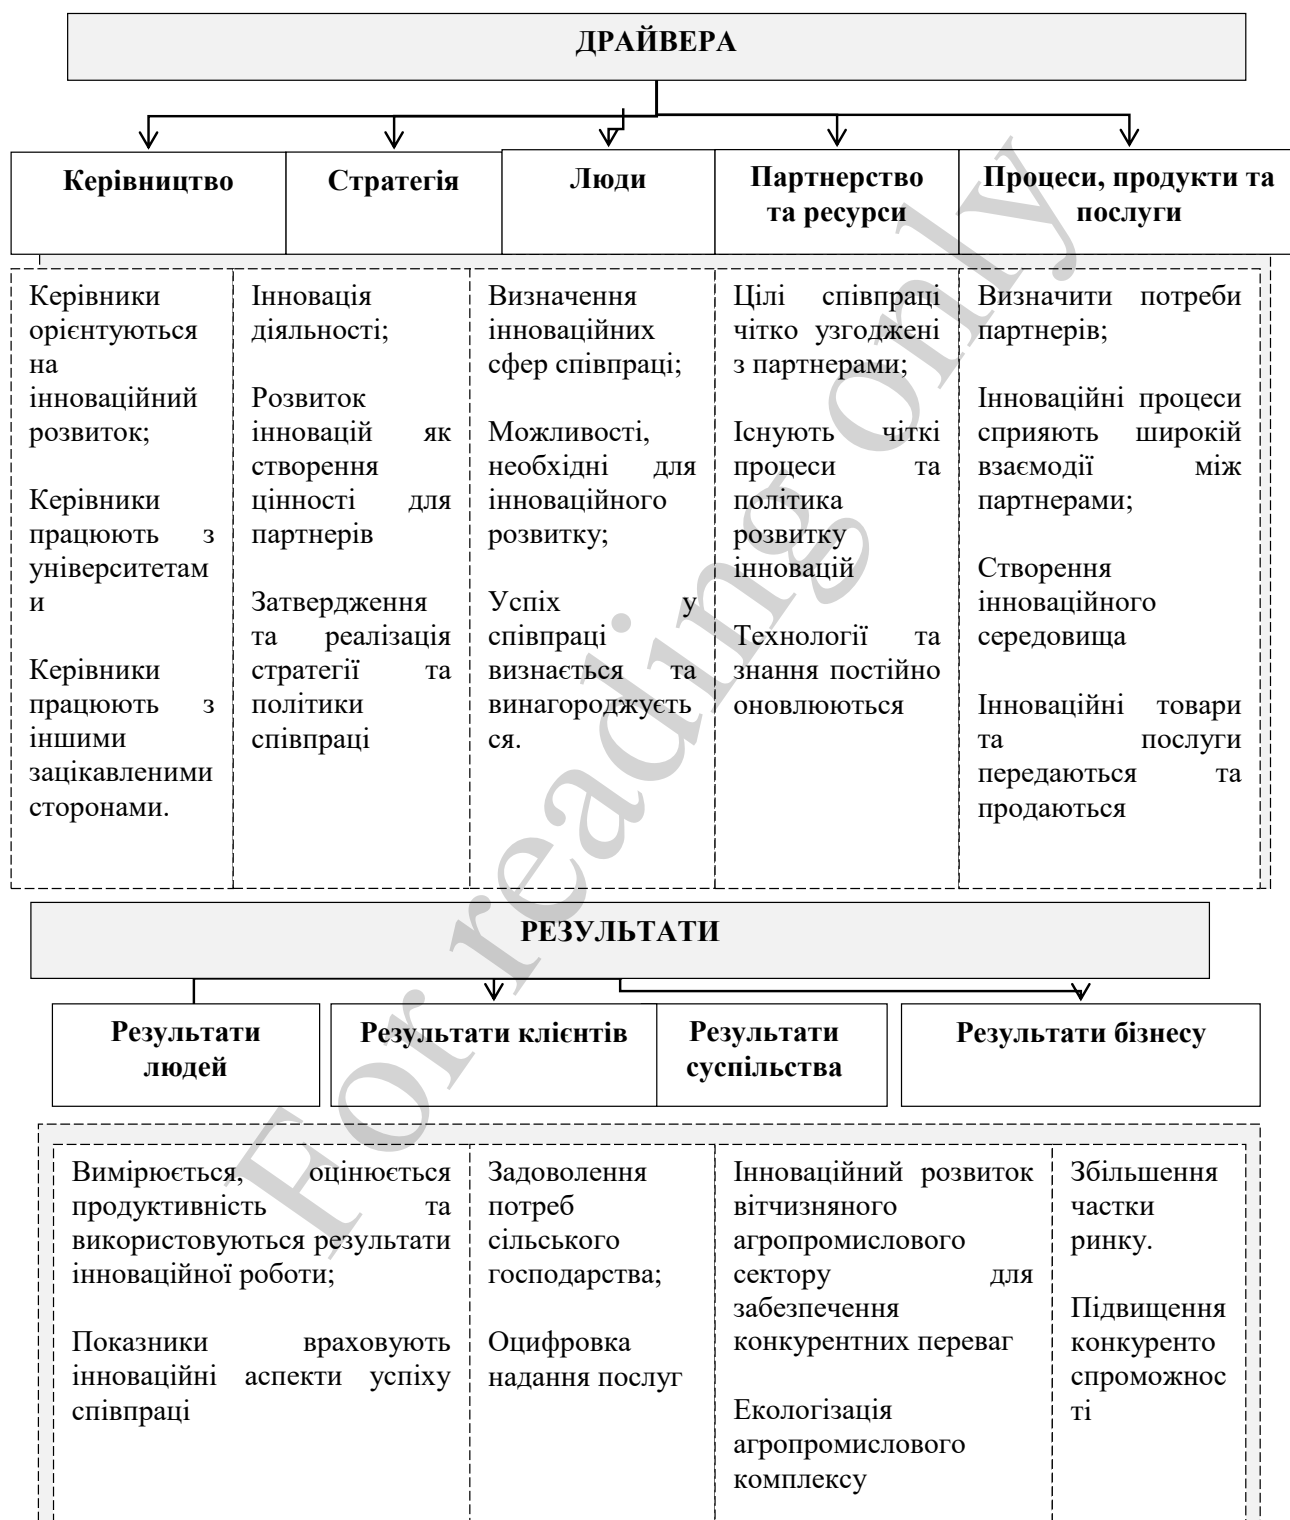 ДРАЙВЕРА
Керівництво
Стратегія
Люди
Партнерство
та ресурси
Процеси, продукти та
послуги
Керівники
орієнтуються
на
інноваційний
розвиток;
Керівники
працюють з
університетам
и
Керівники
працюють з
іншими
зацікавленими
сторонами.
Інновація
діяльності;
Розвиток
інновацій як
створення
цінності для
партнерів
Затвердження
та реалізація
стратегії та
політики
співпраці
Визначення
інноваційних
сфер співпраці;
Можливості,
необхідні для
інноваційного
розвитку;
Успіх у
співпраці
визнається та
винагороджуєть
ся.
Цілі співпраці
чітко узгоджені
з партнерами;
Існують чіткі
процеси та
політика
розвитку
інновацій
Технології та
знання постійно
оновлюються
Визначити потреби
партнерів;
Інноваційні процеси
сприяють широкій
взаємодії між
партнерами;
Створення
інноваційного
середовища
Інноваційні товари
та послуги
передаються та
продаються
РЕЗУЛЬТАТИ
Результати
людей
Результати клієнтів
Результати
суспільства
Результати бізнесу
Вимірюється, оцінюється
продуктивність та
використовуються результати
інноваційної роботи;
Показники враховують
інноваційні аспекти успіху
співпраці
Задоволення
потреб
сільського
господарства;
Оцифровка
надання послуг
Інноваційний розвиток
вітчизняного
агропромислового
сектору для
забезпечення
конкурентних переваг
Екологізація
агропромислового
комплексу
Збільшення
частки
ринку.
Підвищення
конкуренто
спроможнос
ті
For reading only